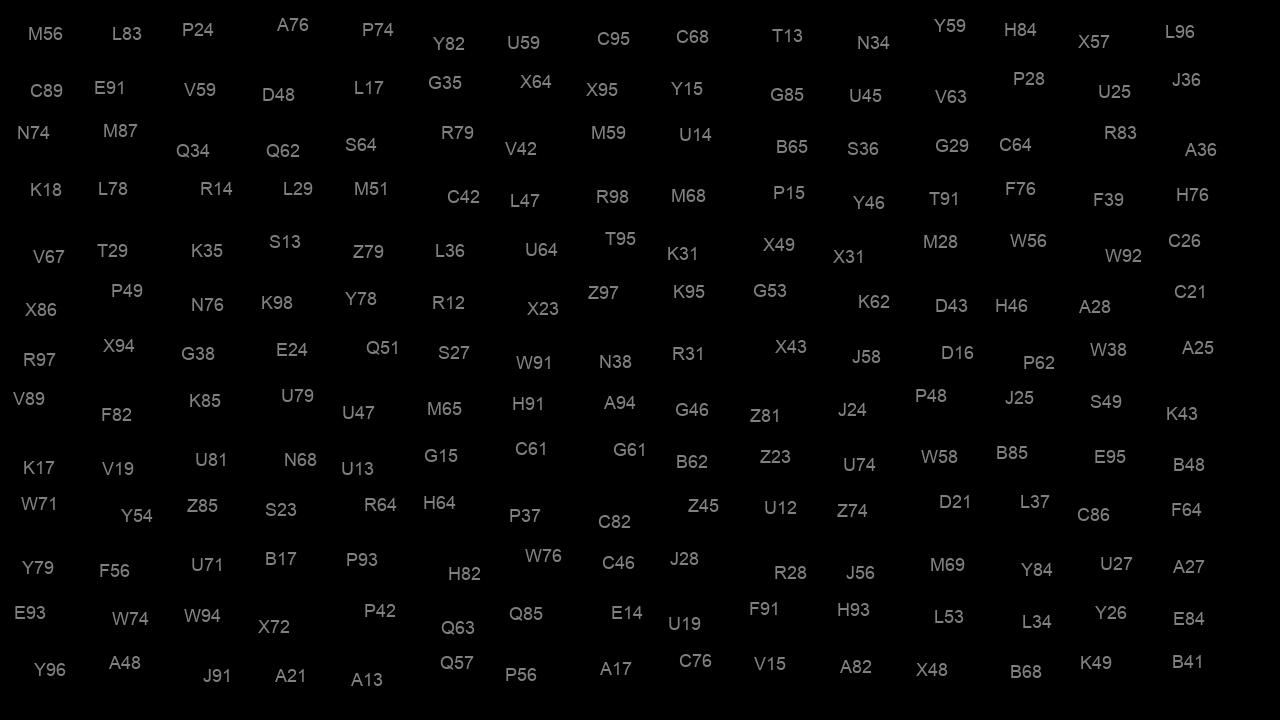 M56 L83 P24 A76 P74 Y82 U59 C95 C68 T13 N34 Y59 H84 X57 L96
C89 E91 V59 D48 L17 G35 X64 X95 Y15 G85 U45 V63 P28 U25 J36
N74 M87 Q34 Q62 S64 R79 V42 M59 U14 B65 S36 G29 C64 R83 A36
K18 L78 R14 L29 M51 C42 L47 R98 M68 P15 Y46 T91 F76 F39 H76
V67 T29 K35 S13 Z79 L36 U64 T95 K31 X49 X31 M28 W56 W92 C26
X86 P49 N76 K98 Y78 R12 X23 Z97 K95 G53 K62 D43 H46 A28 C21
R97 X94 G38 E24 Q51 S27 W91 N38 R31 X43 J58 D16 P62 W38 A25
V89 F82 K85 U79 U47 M65 H91 A94 G46 Z81 J24 P48 J25 S49 K43
K17 V19 U81 N68 U13 G15 C61 G61 B62 Z23 U74 W58 B85 E95 B48
W71 Y54 Z85 S23 R64 H64 P37 C82 Z45 U12 Z74 D21 L37 C86 F64
Y79 F56 U71 B17 P93 H82 W76 C46 J28 R28 J56 M69 Y84 U27 A27
E93 W74 W94 X72 P42 Q63 Q85 E14 U19 F91 H93 L53 L34 Y26 E84
Y96 A48 J91 A21 A13 Q57 P56 A17 C76 V15 A82 X48 B68 K49 B41